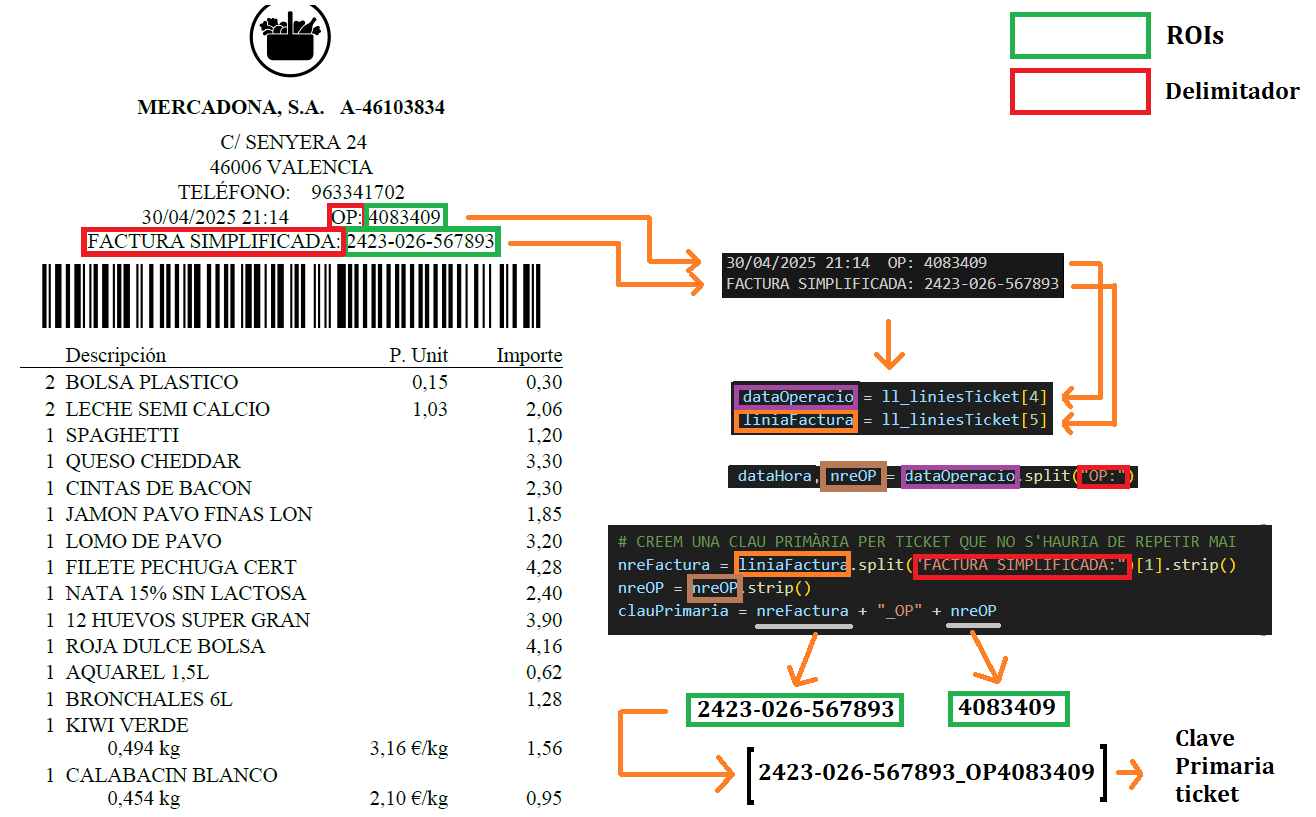 MERCADONA, S.A. A-46103834
C/ SENYERA 24
46006 VALENCIA
TELÉFONO: 963341702
30/04/2025 21:14 OP: 4083409
FACTURA SIMPLIFICADA: 2423-026-567893
Descripción P. Unit Importe
2 BOLSA PLASTICO 0,15 0,30
2 LECHE SEMI CALCIO 1,03 2,06
1 SPAGHETTI 1,20
1 QUESO CHEDDAR 3,30
1 CINTAS DE BACON 2,30
1 JAMON PAVO FINAS LON 1,85
1 LOMO DE PAVO 3,20
1 FILETE PECHUGA CERT 4,28
1 NATA 15% SIN LACTOSA 2,40
1 12 HUEVOS SUPER GRAN 3,90
1 ROJA DULCE BOLSA 4,16
1 AQUAREL 1,5L 0,62
1 BRONCHALES 6L 1,28
1 KIWI VERDE
0,494 kg 3,16 €/kg 1,56
1 CALABACIN BLANCO
0,454 kg 2,10 €/kg 0,95
ROIs
Delimitador
30/04/2025 21:14 OP: 4083409
FACTURA SIMPLIFICADA: 2423-026-567893
dataOperacio = ll_liniesTicket[4]
liniaFactura = ll_liniesTicket[5]
dataHora, nreOP = dataOperacio.split("OP:")
# CREEM UNA CLAU PRIMÀRIA PER TICKET QUE NO S'HAURIA DE REPETIR MAI
nreFactura = liniaFactura.split("FACTURA SIMPLIFICADA:")[1].strip()
nreOP = nreOP.strip()
clauPrimaria = nreFactura + "_OP" + nreOP
2423-026-567893 4083409
[2423-026-567893_OP4083409]
Clave
Primaria
ticket